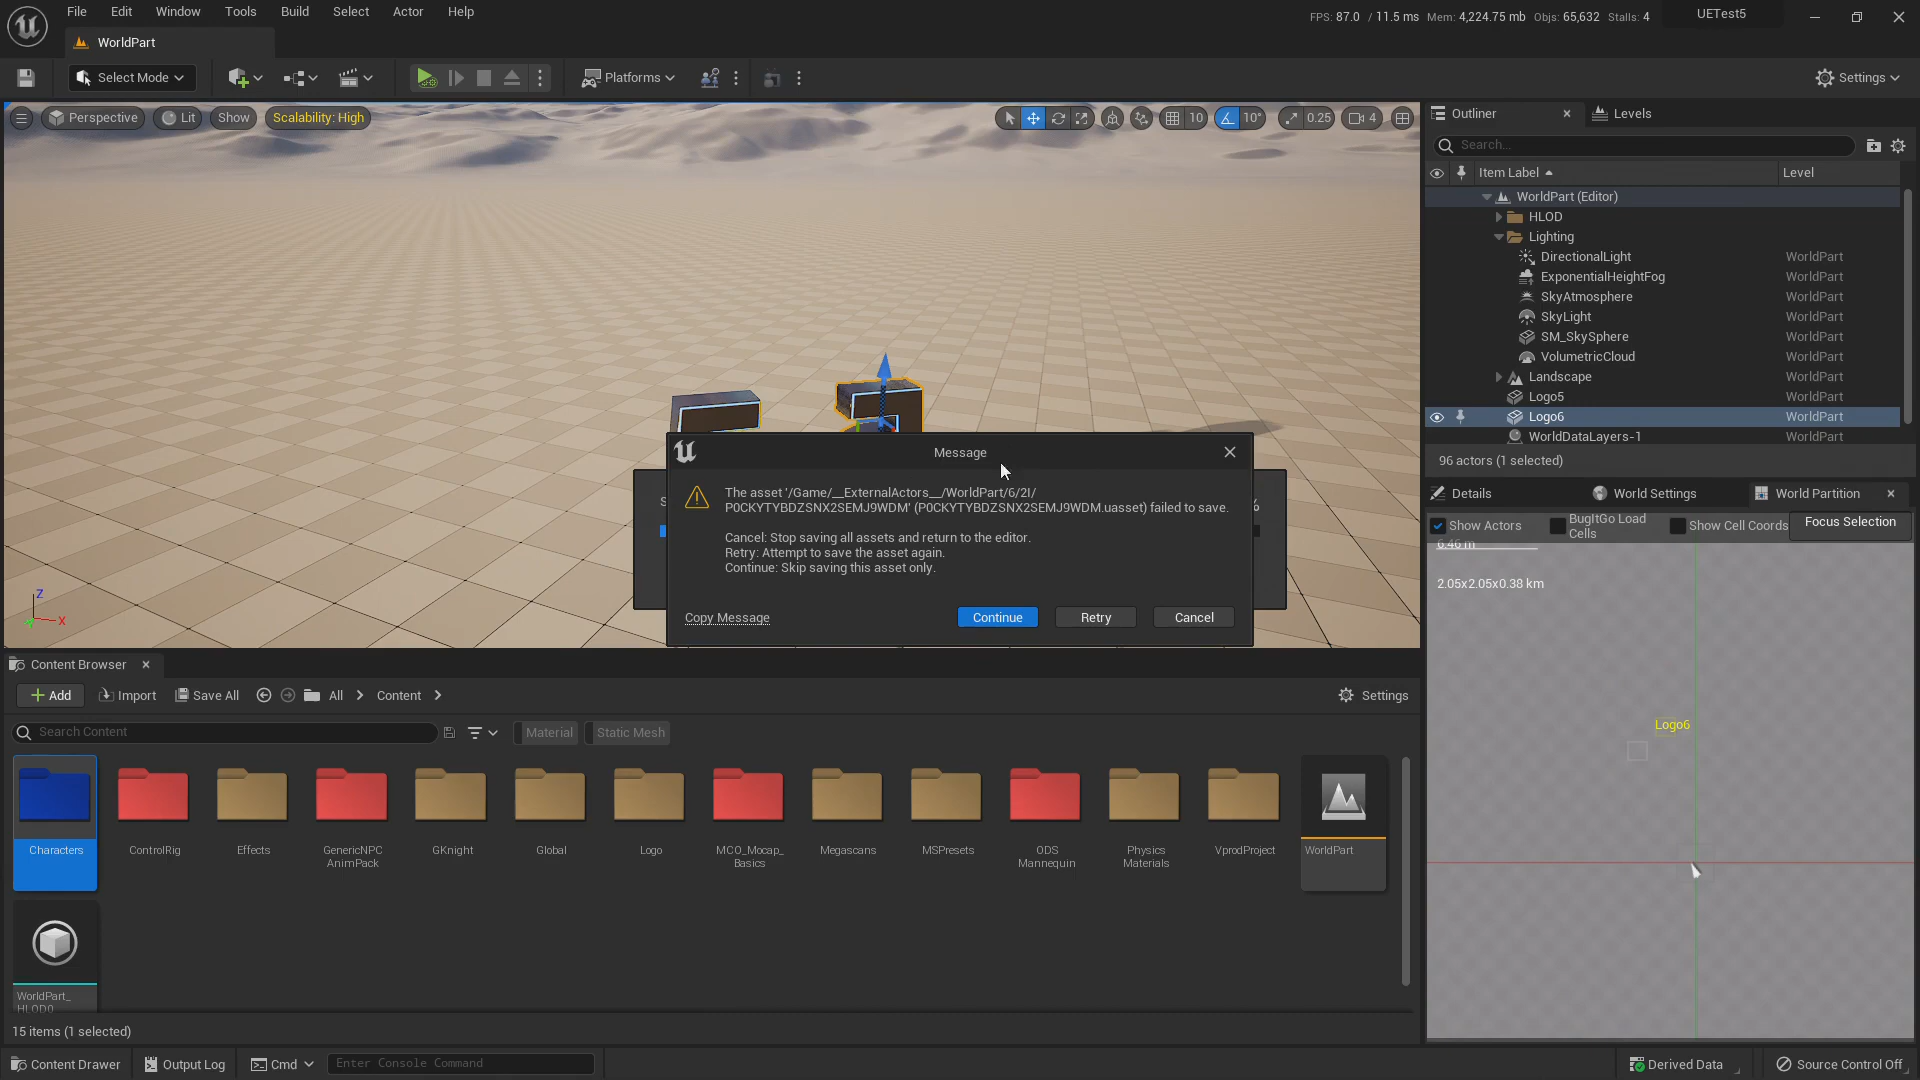 File Edit Window Tools Build Select Actor Help
FPS: 87.0 / 11.5 ms Mem: 4,224.75 mb Objs: 65,632 Stalls: 4
UETest5
WorldPart
Select Mode
Platforms
Settings
Perspective Lit Show Scalability: High
10 10° 0.25 4
Outliner
Levels
Search...
Item Label Level
WorldPart (Editor)
HLOD
Lighting
DirectionalLight WorldPart
ExponentialHeightFog WorldPart
SkyAtmosphere WorldPart
SkyLight WorldPart
SM_SkySphere WorldPart
VolumetricCloud WorldPart
Landscape WorldPart
Logo5 WorldPart
Logo6 WorldPart
WorldDataLayers-1 WorldPart
96 actors (1 selected)
Message
The asset '/Game/__ExternalActors__/WorldPart/6/2I/
P0CKYTYBDZSNX2SEMJ9WDM' (P0CKYTYBDZSNX2SEMJ9WDM.uasset) failed to save.
Cancel: Stop saving all assets and return to the editor.
Retry: Attempt to save the asset again.
Continue: Skip saving this asset only.
Copy Message
Continue
Retry
Cancel
Details
World Settings
World Partition
Show Actors
BugItGo Load
Cells
Show Cell Coords
Focus Selection
6.46 m
2.05x2.05x0.38 km
Logo6
Z
X
Content Browser
Add Import Save All All Content
Settings
Search Content
Material
Static Mesh
Characters
ControlRig
Effects
GenericNPC
AnimPack
GKnight
Global
Logo
MCO_Mocap_
Basics
Megascans
MSPresets
ODS
Mannequin
Physics
Materials
VprodProject
WorldPart
WorldPart_
HLOD0
15 items (1 selected)
Content Drawer
Output Log
Cmd
Enter Console Command
Derived Data
Source Control Off